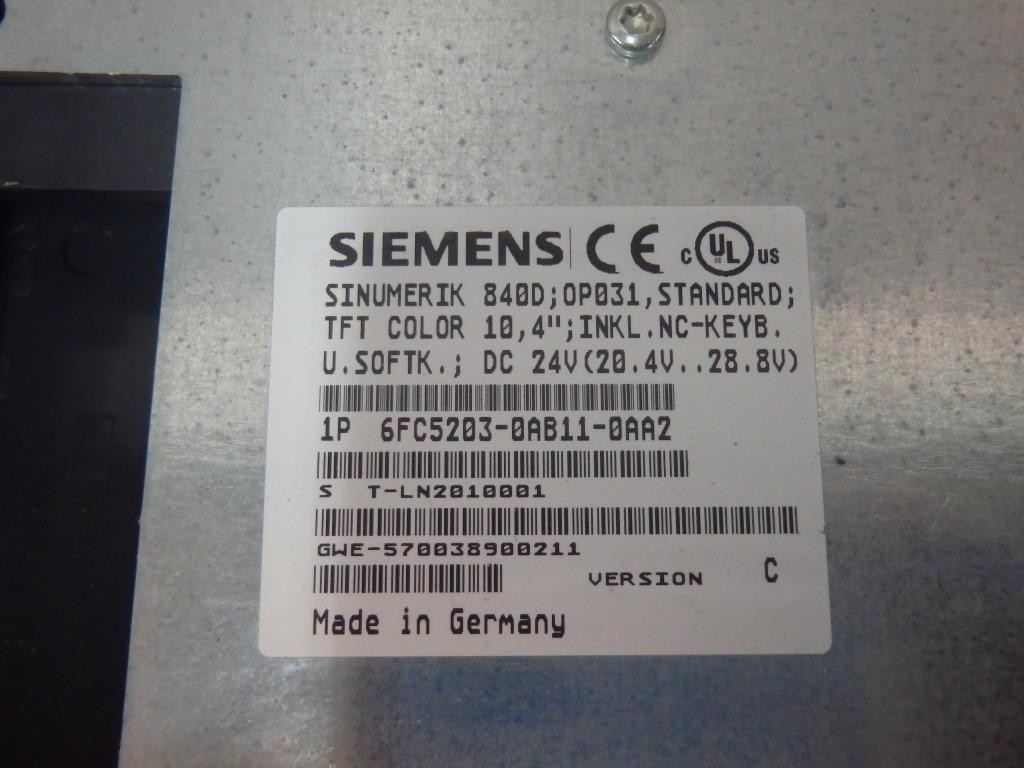 SIEMENS CE c UL us
SINUMERIK 840D;OP031,STANDARD;
TFT COLOR 10,4";INKL.NC-KEYB.
U.SOFTK.; DC 24V(20.4V..28.8V)
1P 6FC5203-0AB11-0AA2
S T-LN2010001
GWE-570038900211
VERSION C
Made in Germany